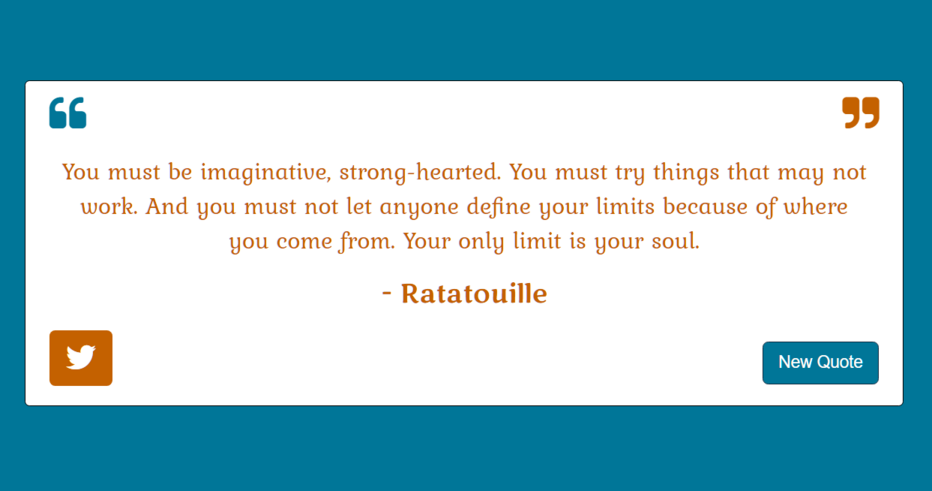 You must be imaginative, strong-hearted. You must try things that may not
work. And you must not let anyone define your limits because of where
you come from. Your only limit is your soul.
- Ratatouille
New Quote